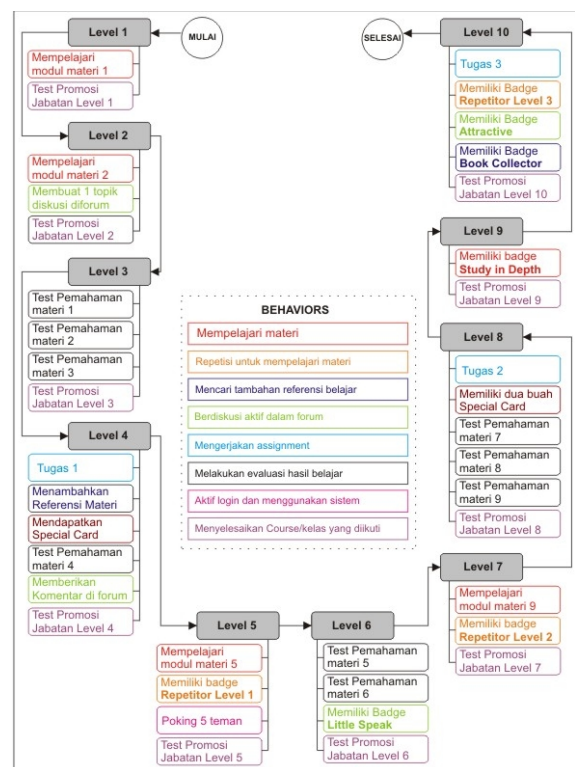 MULAI
Level 1
Mempelajari
modul materi 1
Test Promosi
Jabatan Level 1
Level 2
Mempelajari
modul materi 2
Membuat 1 topik
diskusi diforum
Test Promosi
Jabatan Level 2
Level 3
Test Pemahaman
materi 1
Test Pemahaman
materi 2
Test Pemahaman
materi 3
Test Promosi
Jabatan Level 3
Level 4
Tugas 1
Menambahkan
Referensi Materi
Mendapatkan
Special Card
Test Pemahaman
materi 4
Memberikan
Komentar di forum
Test Promosi
Jabatan Level 4
Level 5
Mempelajari
modul materi 5
Memiliki badge
Repetitor Level 1
Poking 5 teman
Test Promosi
Jabatan Level 5
Level 6
Test Pemahaman
materi 5
Test Pemahaman
materi 6
Memiliki Badge
Little Speak
Test Promosi
Jabatan Level 6
Level 7
Mempelajari
modul materi 9
Memiliki badge
Repetitor Level 2
Test Promosi
Jabatan Level 7
Level 8
Tugas 2
Memiliki dua buah
Special Card
Test Pemahaman
materi 7
Test Pemahaman
materi 8
Test Pemahaman
materi 9
Test Promosi
Jabatan Level 8
Level 9
Memiliki badge
Study in Depth
Test Promosi
Jabatan Level 9
Level 10
Tugas 3
Memiliki Badge
Repetitor Level 3
Memiliki Badge
Attractive
Memiliki Badge
Book Collector
Test Promosi
Jabatan Level 10
SELESAI
BEHAVIORS
Mempelajari materi
Repetisi untuk mempelajari materi
Mencari tambahan referensi belajar
Berdiskusi aktif dalam forum
Mengerjakan assignment
Melakukan evaluasi hasil belajar
Aktif login dan menggunakan sistem
Menyelesaikan Course/kelas yang diikuti